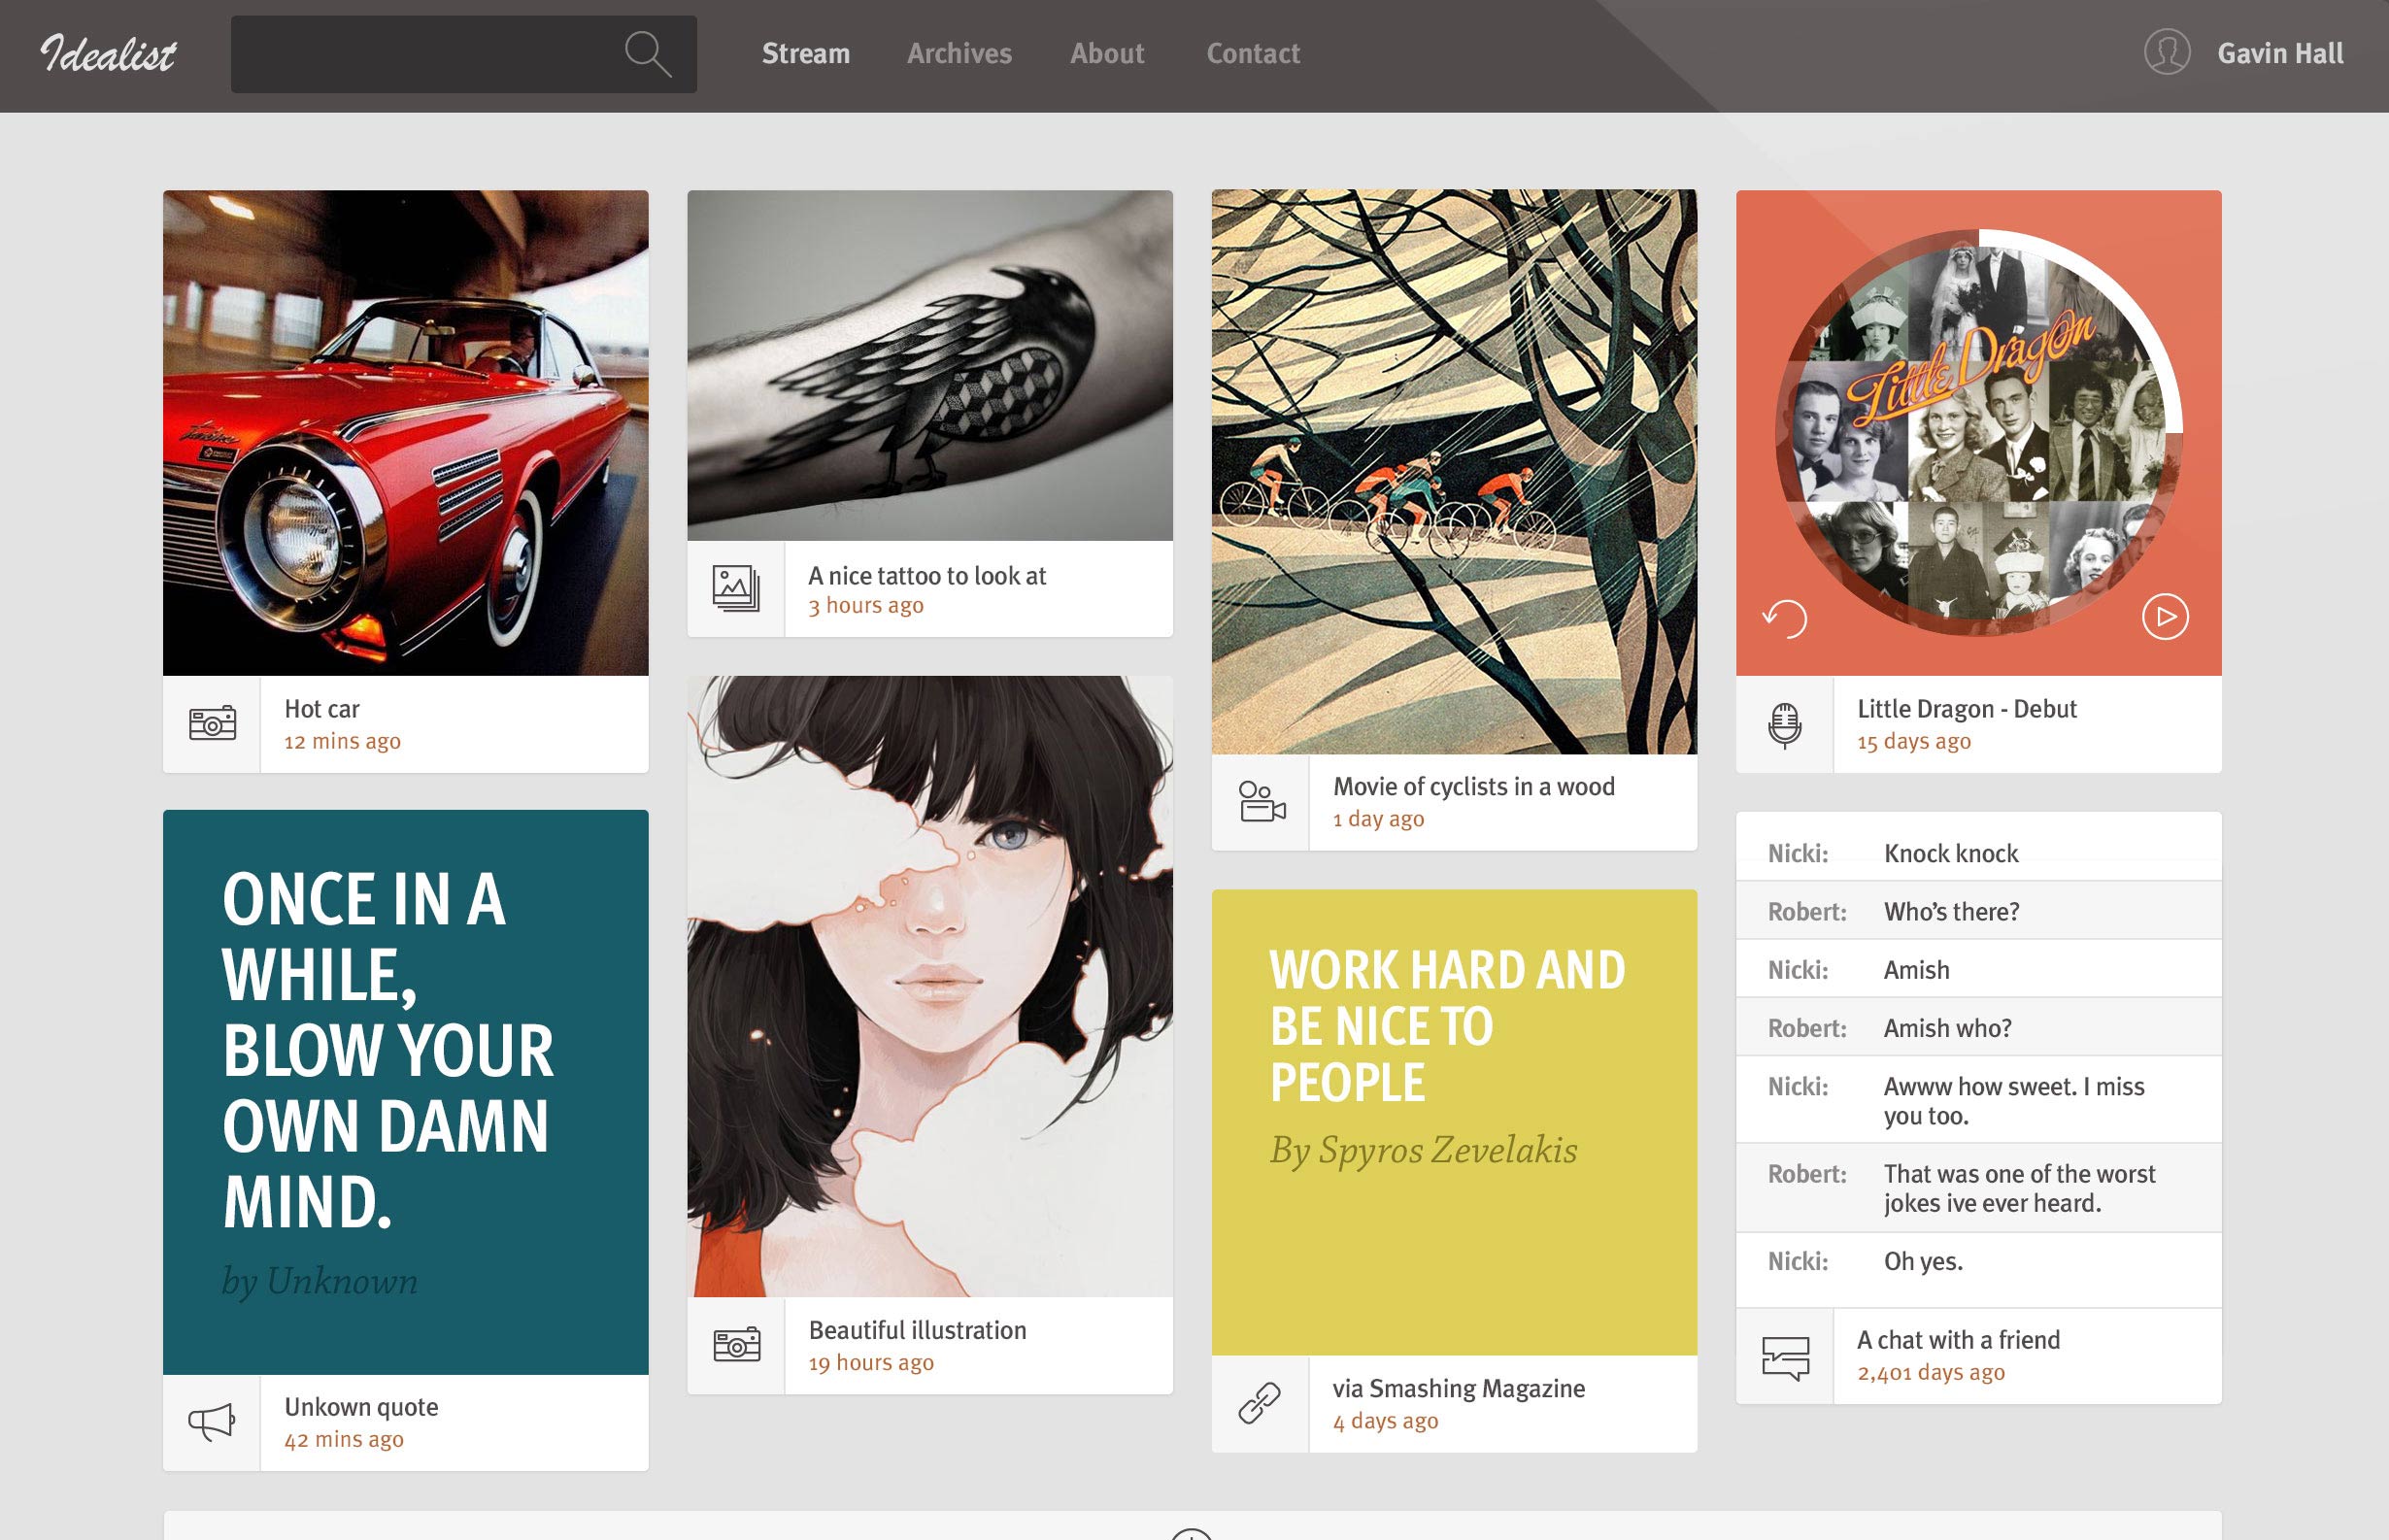 Idealist
Stream
Archives
About
Contact
Gavin Hall
Hot car
12 mins ago
ONCE IN A
WHILE,
BLOW YOUR
OWN DAMN
MIND.
by Unknown
Unkown quote
42 mins ago
A nice tattoo to look at
3 hours ago
Beautiful illustration
19 hours ago
Movie of cyclists in a wood
1 day ago
WORK HARD AND
BE NICE TO
PEOPLE
By Spyros Zevelakis
via Smashing Magazine
4 days ago
Little Dragon
Little Dragon - Debut
15 days ago
Nicki: Knock knock
Robert: Who’s there?
Nicki: Amish
Robert: Amish who?
Nicki: Awww how sweet. I miss
you too.
Robert: That was one of the worst
jokes ive ever heard.
Nicki: Oh yes.
A chat with a friend
2,401 days ago